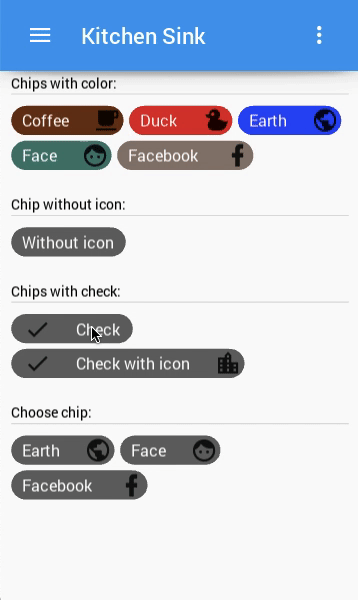 Kitchen Sink
Chips with color:
Coffee Duck Earth
Face Facebook
Chip without icon:
Without icon
Chips with check:
Check
Check with icon
Choose chip:
Earth Face
Facebook